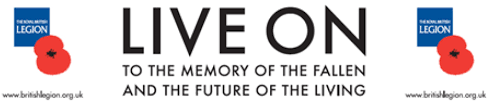 THE ROYAL BRITISH
LEGION
www.britishlegion.org.uk
LIVE ON
TO THE MEMORY OF THE FALLEN
AND THE FUTURE OF THE LIVING
THE ROYAL BRITISH
LEGION
www.britishlegion.org.uk